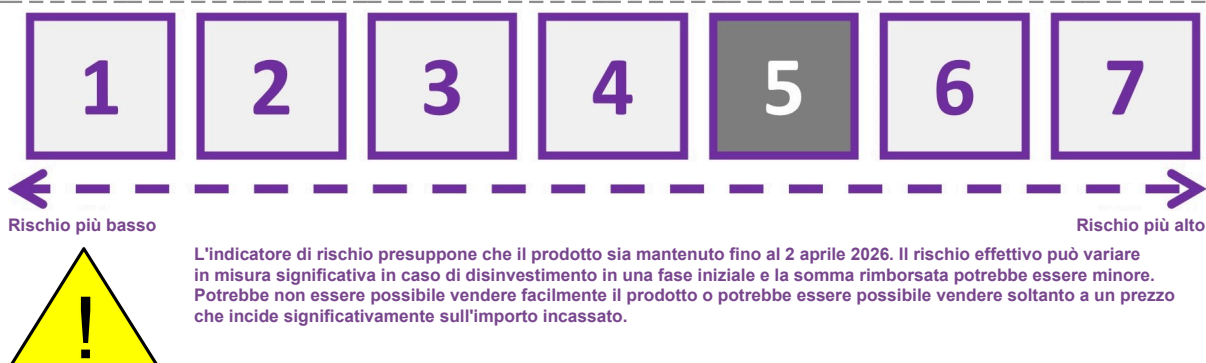 1 2 3 4 5 6 7
Rischio più basso Rischio più alto
L'indicatore di rischio presuppone che il prodotto sia mantenuto fino al 2 aprile 2026. Il rischio effettivo può variare
in misura significativa in caso di disinvestimento in una fase iniziale e la somma rimborsata potrebbe essere minore.
Potrebbe non essere possibile vendere facilmente il prodotto o potrebbe essere possibile vendere soltanto a un prezzo
che incide significativamente sull'importo incassato.
!